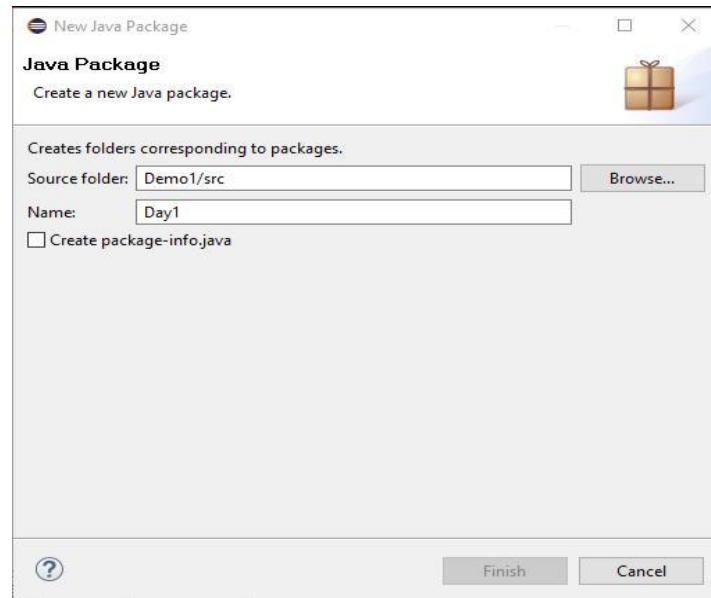 New Java Package
Java Package
Create a new Java package.
Creates folders corresponding to packages.
Source folder: Demo1/src Browse...
Name: Day1
Create package-info.java
? Finish Cancel